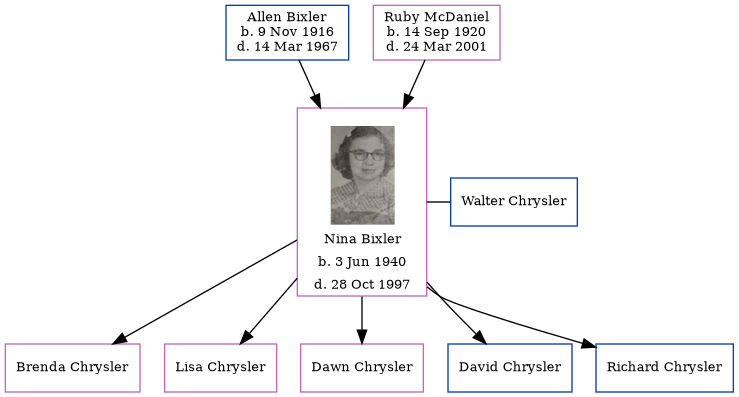 Allen Bixler
b. 9 Nov 1916
d. 14 Mar 1967
Ruby McDaniel
b. 14 Sep 1920
d. 24 Mar 2001
Nina Bixler
b. 3 Jun 1940
d. 28 Oct 1997
Walter Chrysler
Brenda Chrysler
Lisa Chrysler
Dawn Chrysler
David Chrysler
Richard Chrysler